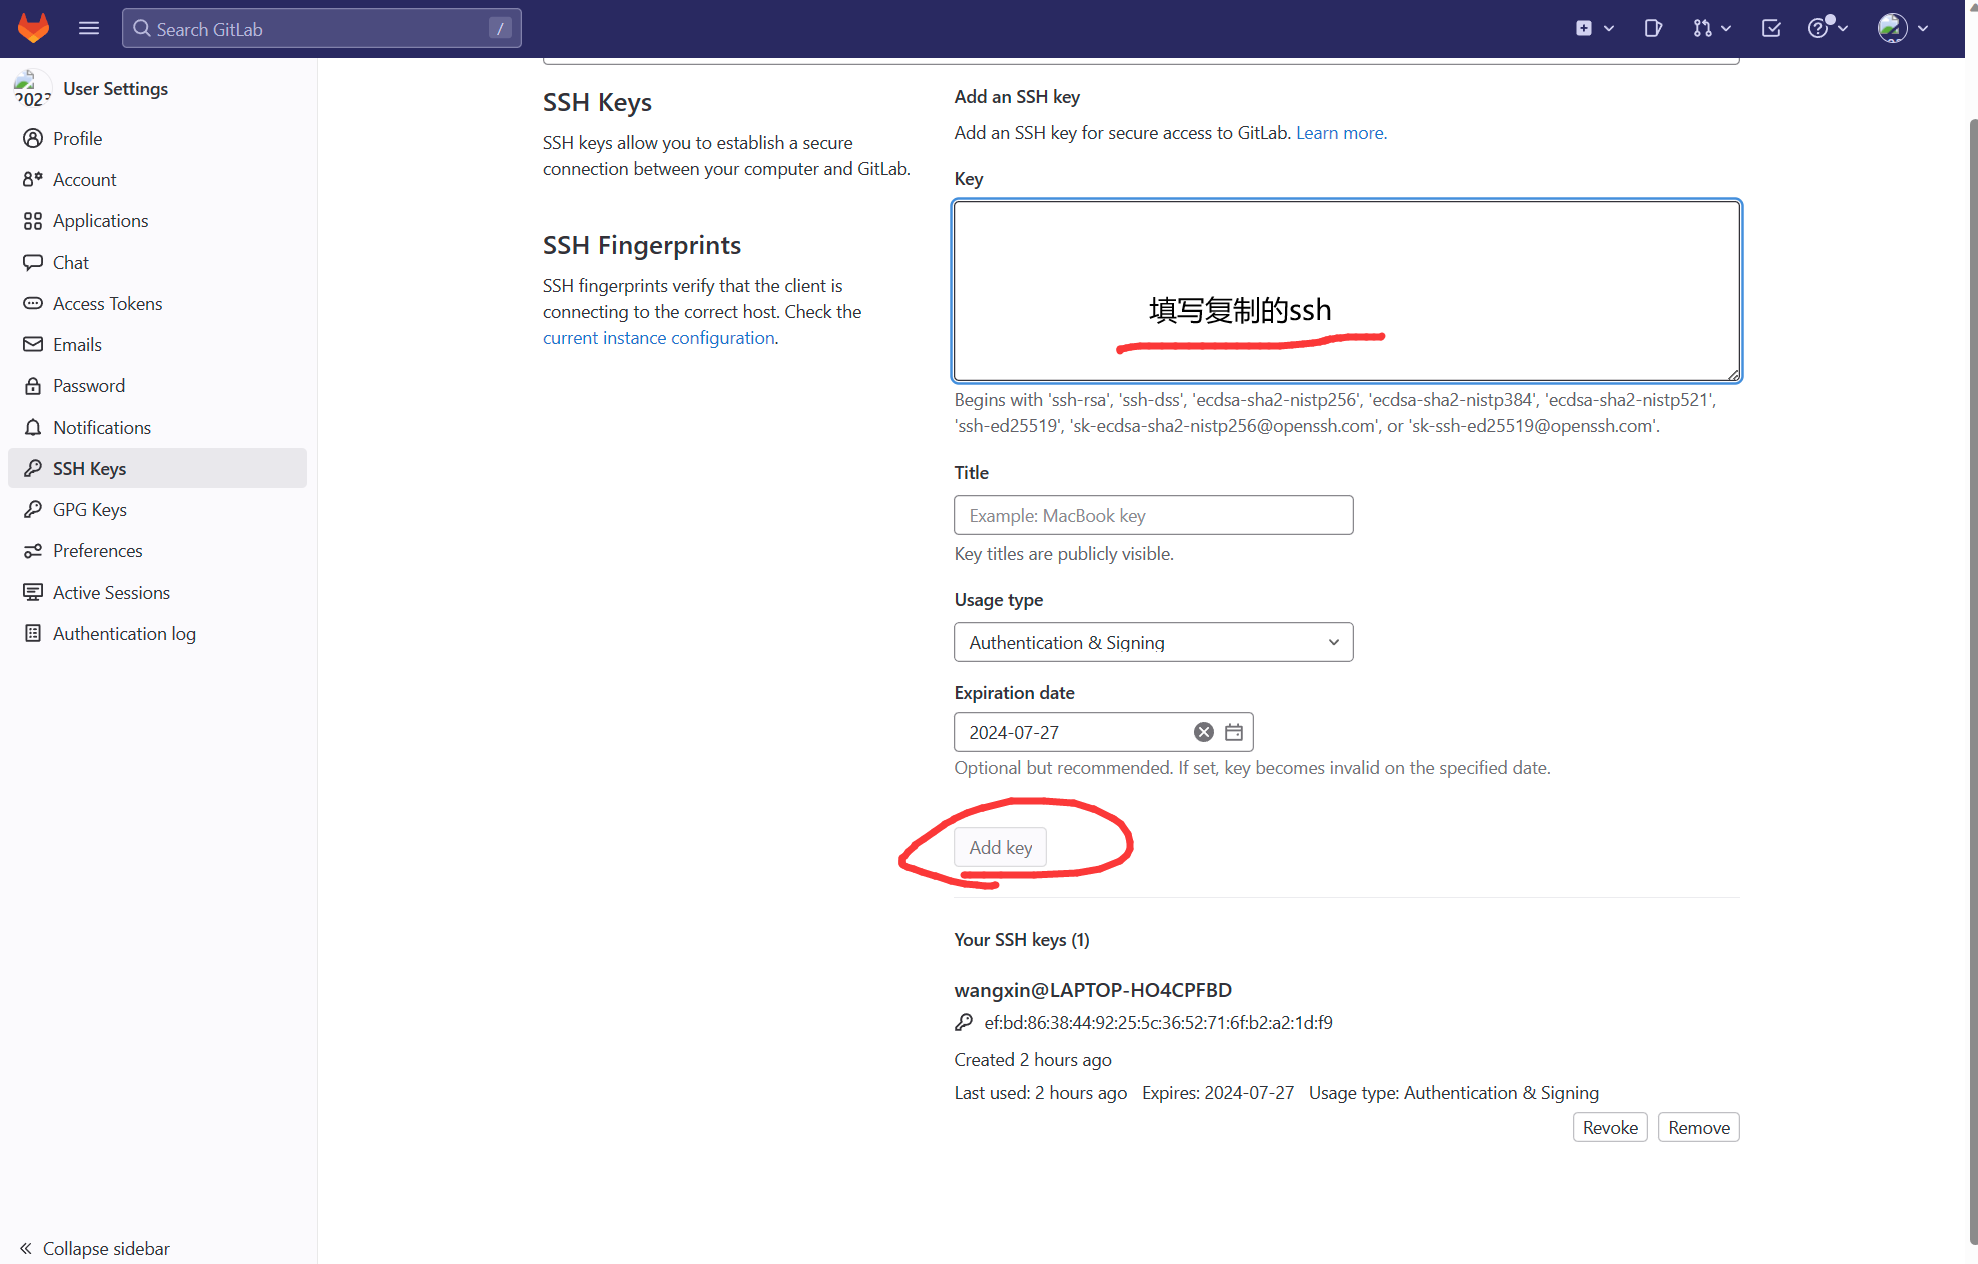 Search GitLab
/
2023
User Settings
Profile
Account
Applications
Chat
Access Tokens
Emails
Password
Notifications
SSH Keys
GPG Keys
Preferences
Active Sessions
Authentication log
Collapse sidebar
SSH Keys
SSH keys allow you to establish a secure
connection between your computer and GitLab.
SSH Fingerprints
SSH fingerprints verify that the client is
connecting to the correct host. Check the
current instance configuration.
Add an SSH key
Add an SSH key for secure access to GitLab. Learn more.
Key
填写复制的ssh
Begins with 'ssh-rsa', 'ssh-dss', 'ecdsa-sha2-nistp256', 'ecdsa-sha2-nistp384', 'ecdsa-sha2-nistp521',
'ssh-ed25519', 'sk-ecdsa-sha2-nistp256@openssh.com', or 'sk-ssh-ed25519@openssh.com'.
Title
Example: MacBook key
Key titles are publicly visible.
Usage type
Authentication & Signing
Expiration date
2024-07-27
Optional but recommended. If set, key becomes invalid on the specified date.
Add key
Your SSH keys (1)
wangxin@LAPTOP-HO4CPFBD
ef:bd:86:38:44:92:25:5c:36:52:71:6f:b2:a2:1d:f9
Created 2 hours ago
Last used: 2 hours ago Expires: 2024-07-27 Usage type: Authentication & Signing
Revoke Remove